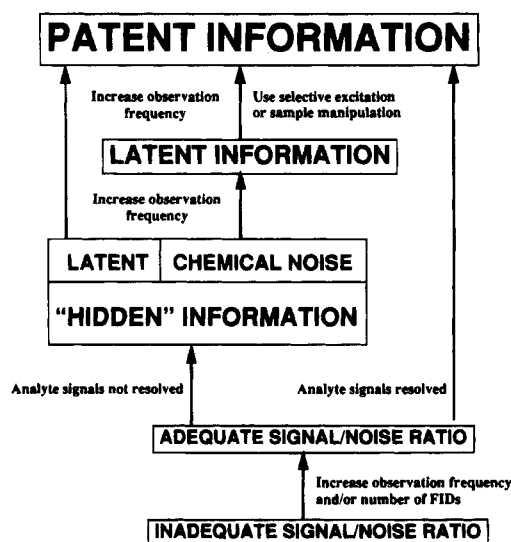 PATENT INFORMATION
Increase observation
frequency
Use selective excitation
or sample manipulation
LATENT INFORMATION
Increase observation
frequency
LATENT
CHEMICAL NOISE
“HIDDEN” INFORMATION
Analyte signals not resolved
Analyte signals resolved
ADEQUATE SIGNAL/NOISE RATIO
Increase observation frequency
and/or number of FIDs
INADEQUATE SIGNAL/NOISE RATIO